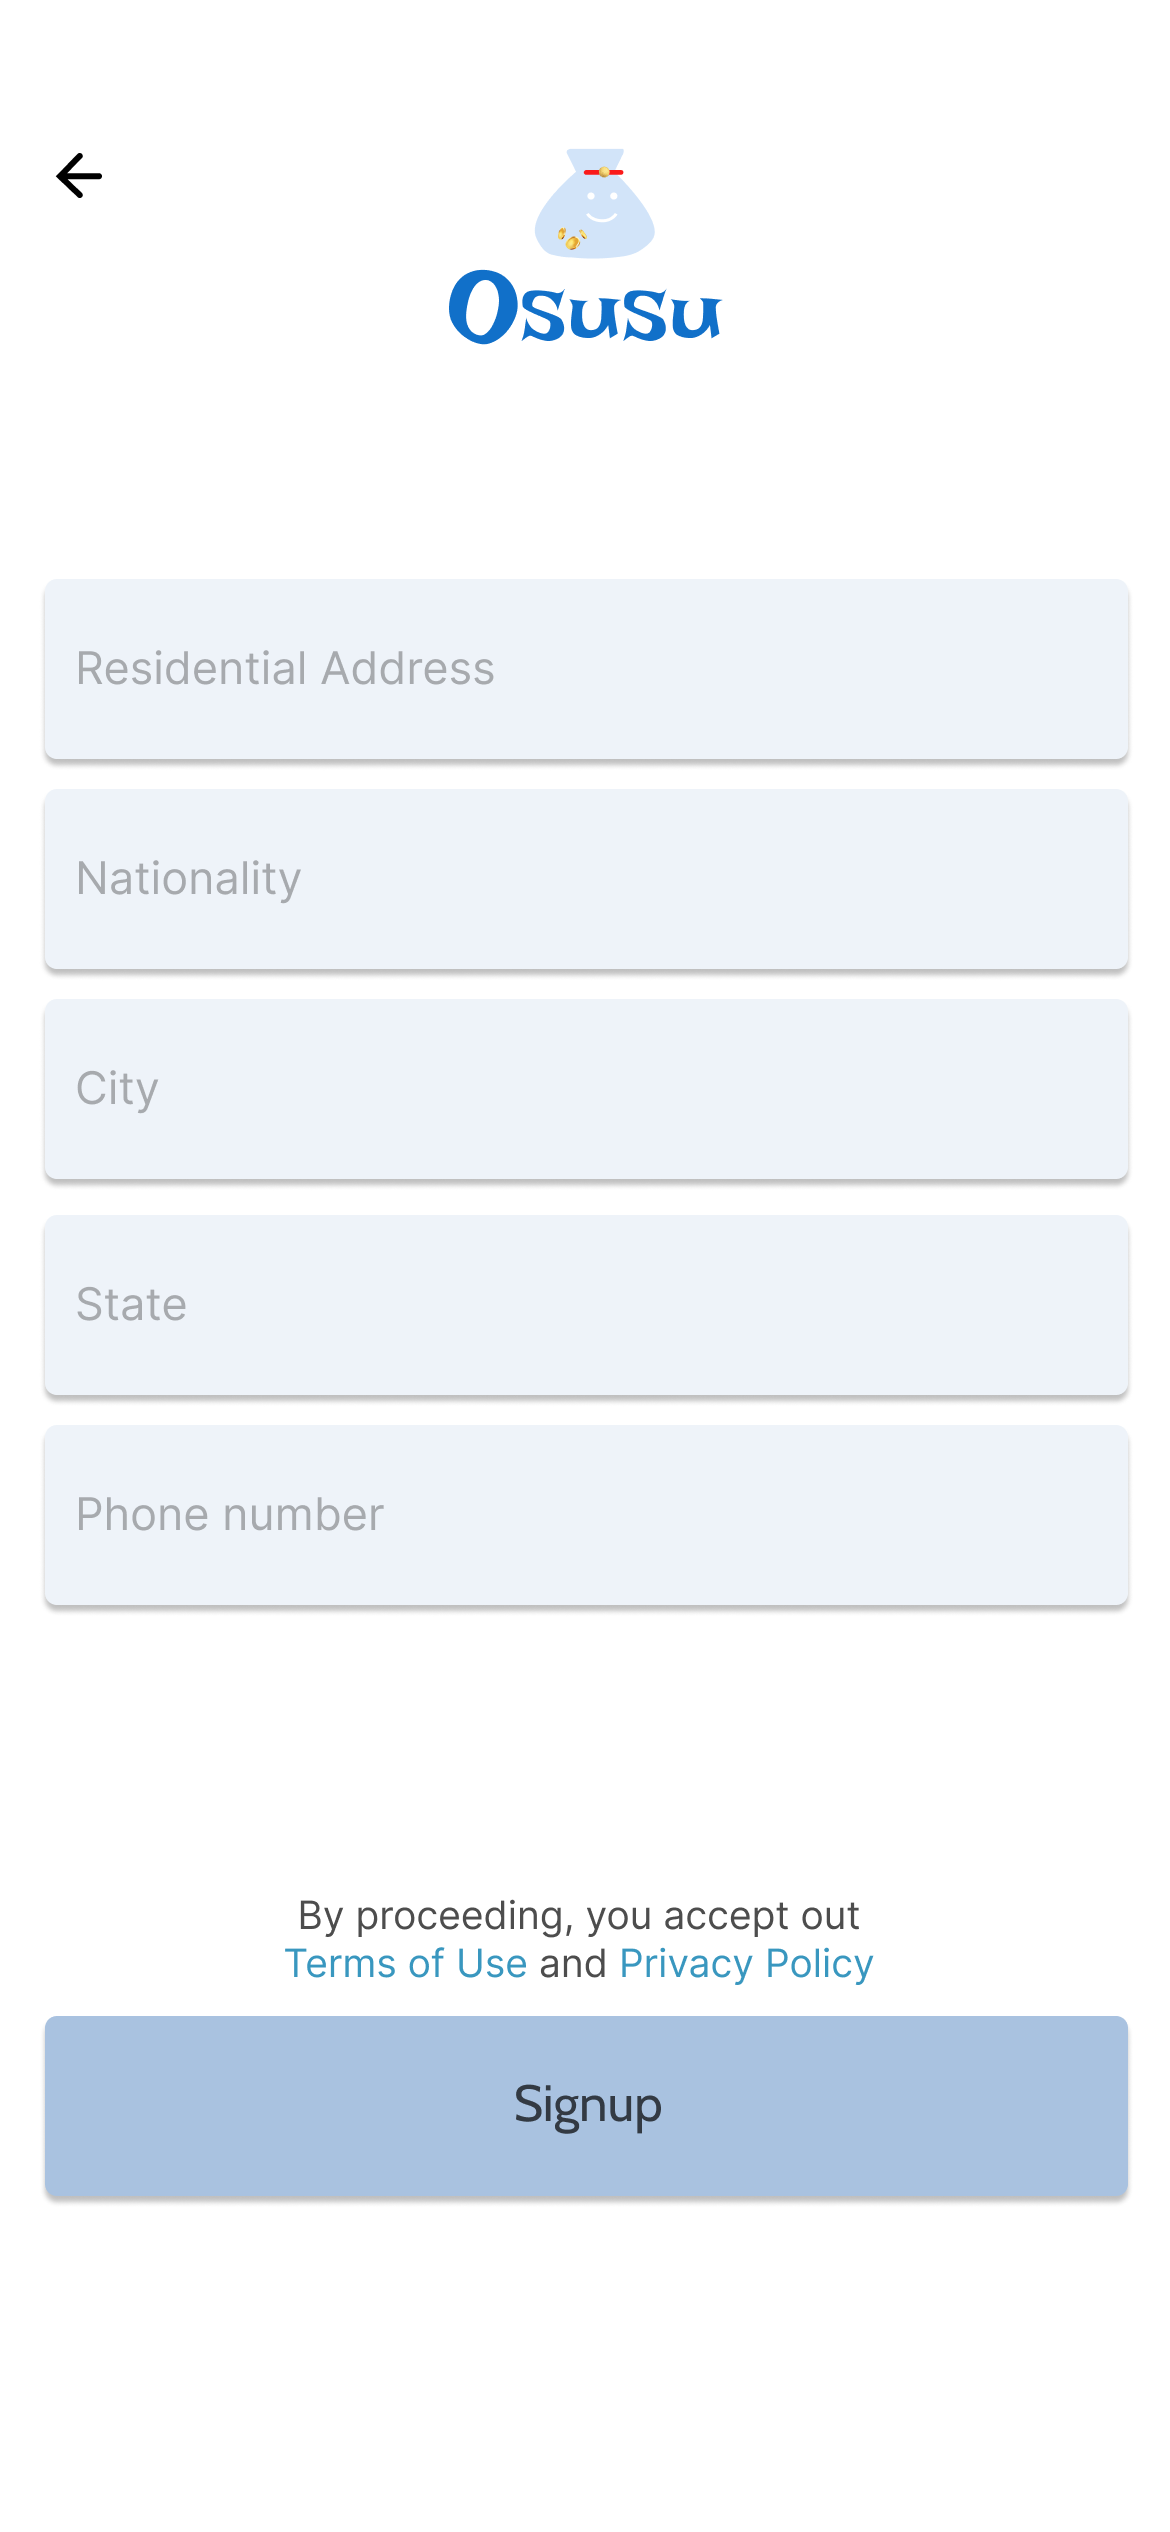 Osusu
Residential Address
Nationality
City
State
Phone number
By proceeding, you accept out
Terms of Use and Privacy Policy
Signup